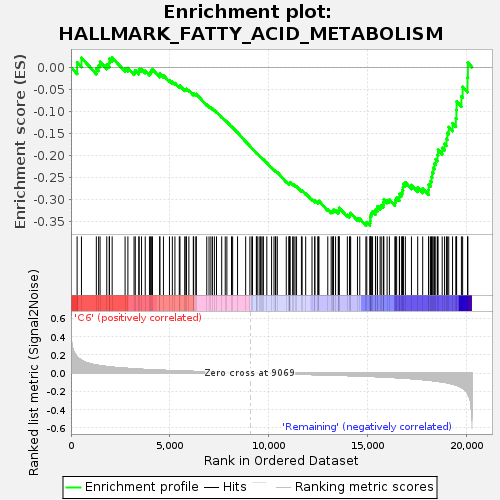 Enrichment plot:
HALLMARK_FATTY_ACID_METABOLISM
Enrichment score (ES)
0.00
-0.05
-0.10
-0.15
-0.20
-0.25
-0.30
-0.35
'C6' (positively correlated)
Ranked list metric (Signal2Noise)
0.6
0.4
0.2
0.0
-0.2
-0.4
-0.6
Zero cross at 9069
'Remaining' (negatively correlated)
0
5,000
10,000
15,000
20,000
Rank in Ordered Dataset
Enrichment profile
Hits
Ranking metric scores